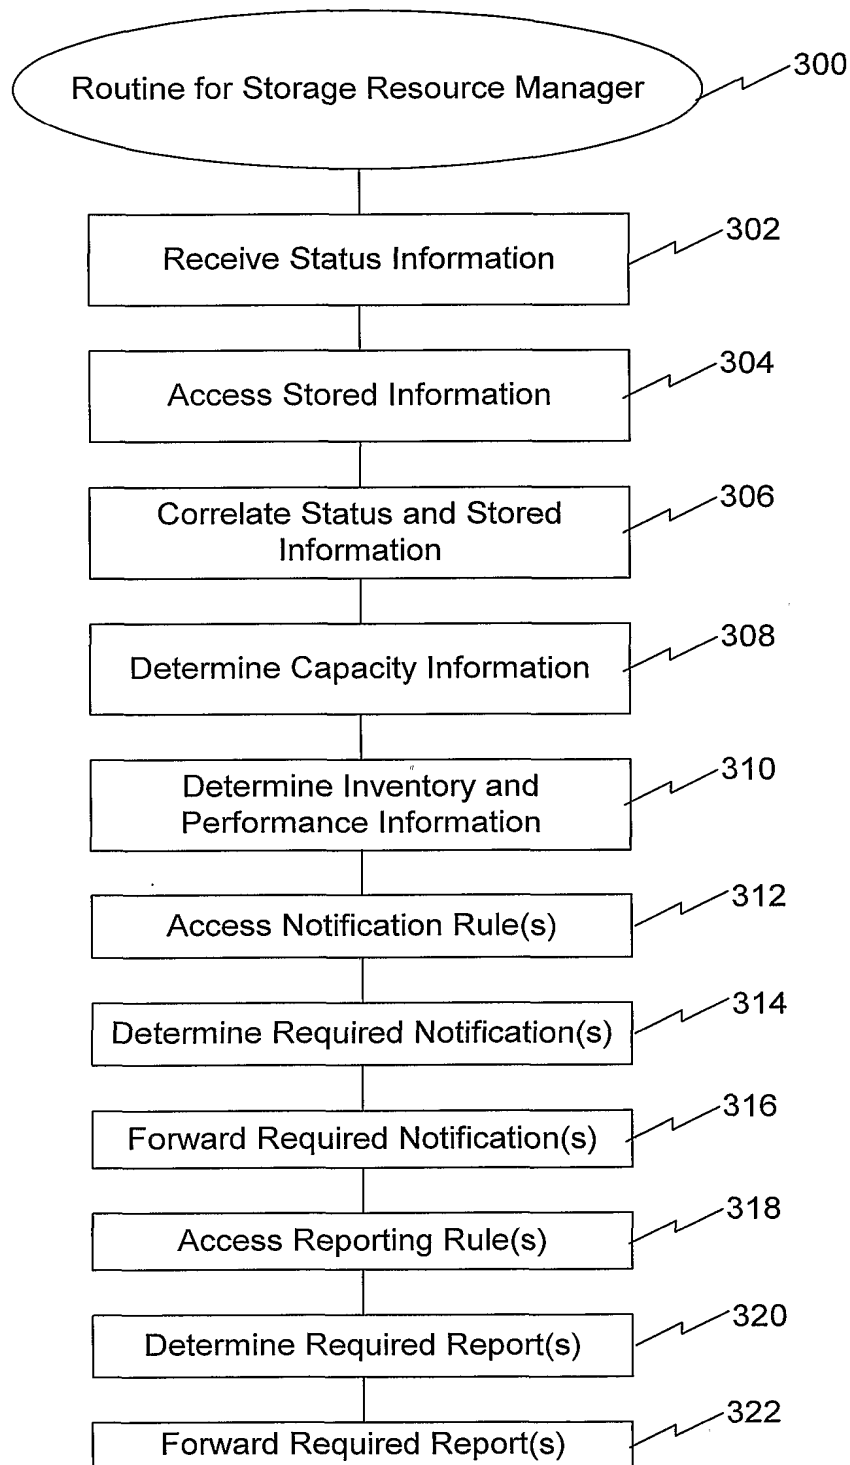 Routine for Storage Resource Manager
300
Receive Status Information
302
Access Stored Information
304
Correlate Status and Stored
Information
306
Determine Capacity Information
308
Determine Inventory and
Performance Information
310
Access Notification Rule(s)
312
Determine Required Notification(s)
314
Forward Required Notification(s)
316
Access Reporting Rule(s)
318
Determine Required Report(s)
320
Forward Required Report(s)
322